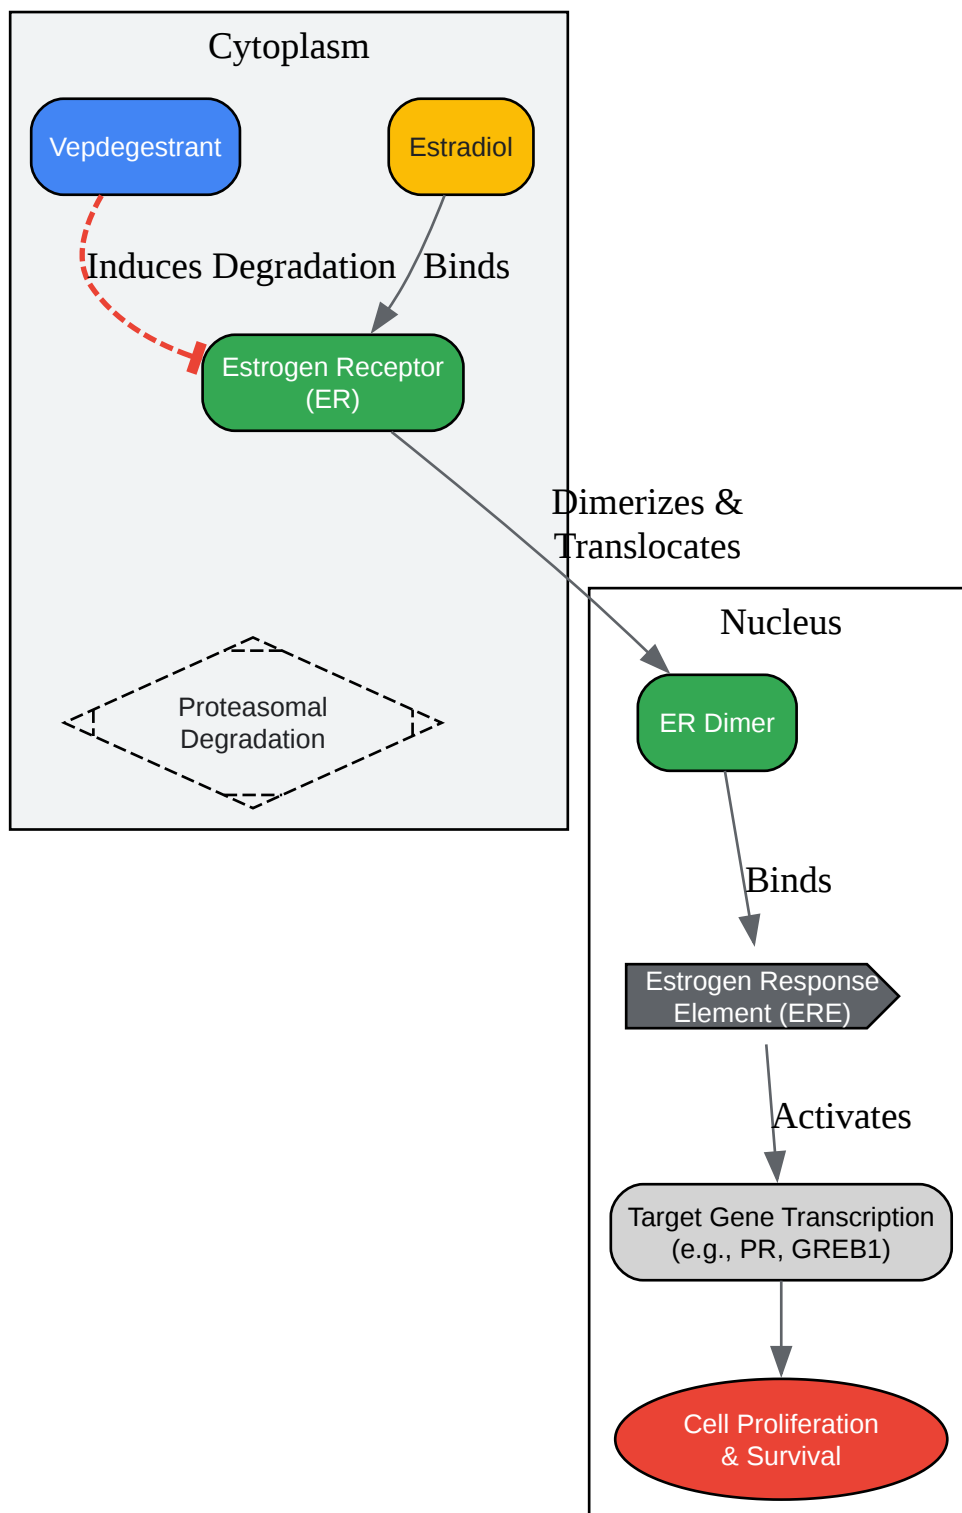 Cytoplasm
Vepdegestrant
Estradiol
Induces Degradation
Binds
Estrogen Receptor
(ER)
Dimerizes &
Translocates
Nucleus
Proteasomal
Degradation
ER Dimer
Binds
Estrogen Response
Element (ERE)
Activates
Target Gene Transcription
(e.g., PR, GREB1)
Cell Proliferation
& Survival